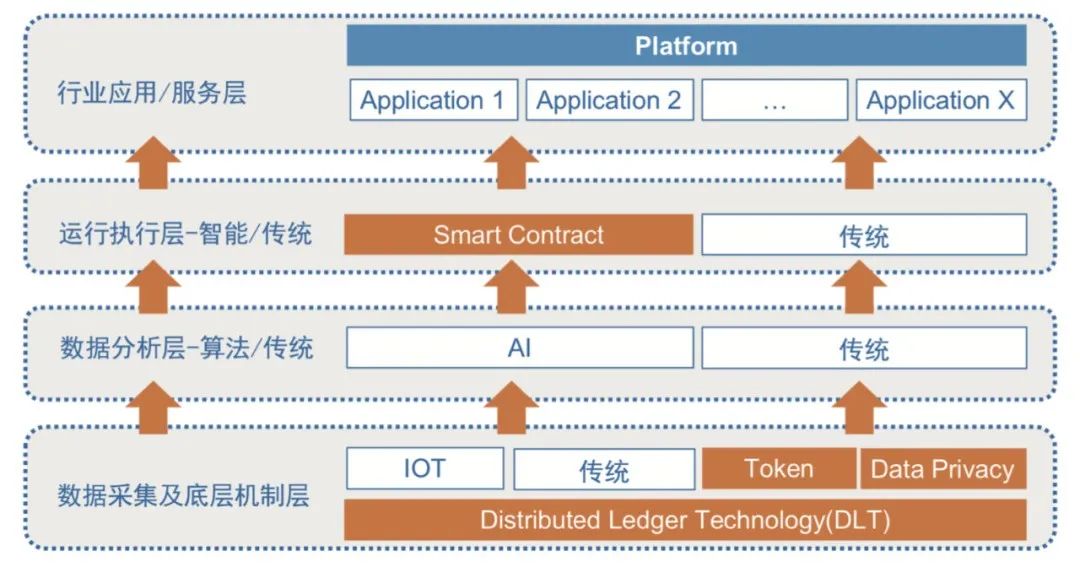 Platform
行业应用/服务层
Application 1
Application 2
...
Application X
运行执行层-智能/传统
Smart Contract
传统
数据分析层-算法/传统
AI
传统
数据采集及底层机制层
IOT
传统
Token
Data Privacy
Distributed Ledger Technology(DLT)